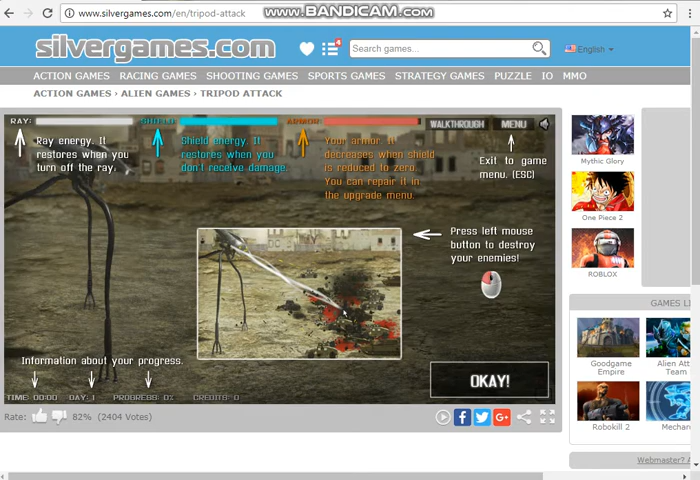 www.silvergames.com/en/tripod-attack
www.BANDICAM.com
silvergames.com
4
Search games...
English
ACTION GAMES RACING GAMES SHOOTING GAMES SPORTS GAMES STRATEGY GAMES PUZZLE IO MMO
ACTION GAMES › ALIEN GAMES › TRIPOD ATTACK
RAY:
SHIELD:
ARMOR:
WALKTHROUGH
MENU
Ray energy. It
restores when you
turn off the ray.
Shield energy. It
restores when you
don't receive damage.
Your armor. It
decreases when shield
is reduced to zero.
You can repair it in
the upgrade menu.
Exit to game
menu. (ESC)
Press left mouse
button to destroy
your enemies!
Information about your progress.
OKAY!
TIME: 00:00 DAY: 1 PROGRESS: 0% CREDITS: 0
Rate: 82% (2404 Votes)
Mythic Glory
One Piece 2
ROBLOX
GAMES LI
Goodgame
Empire
Alien Att
Team
Robokill 2
Mechan
Webmaster? A